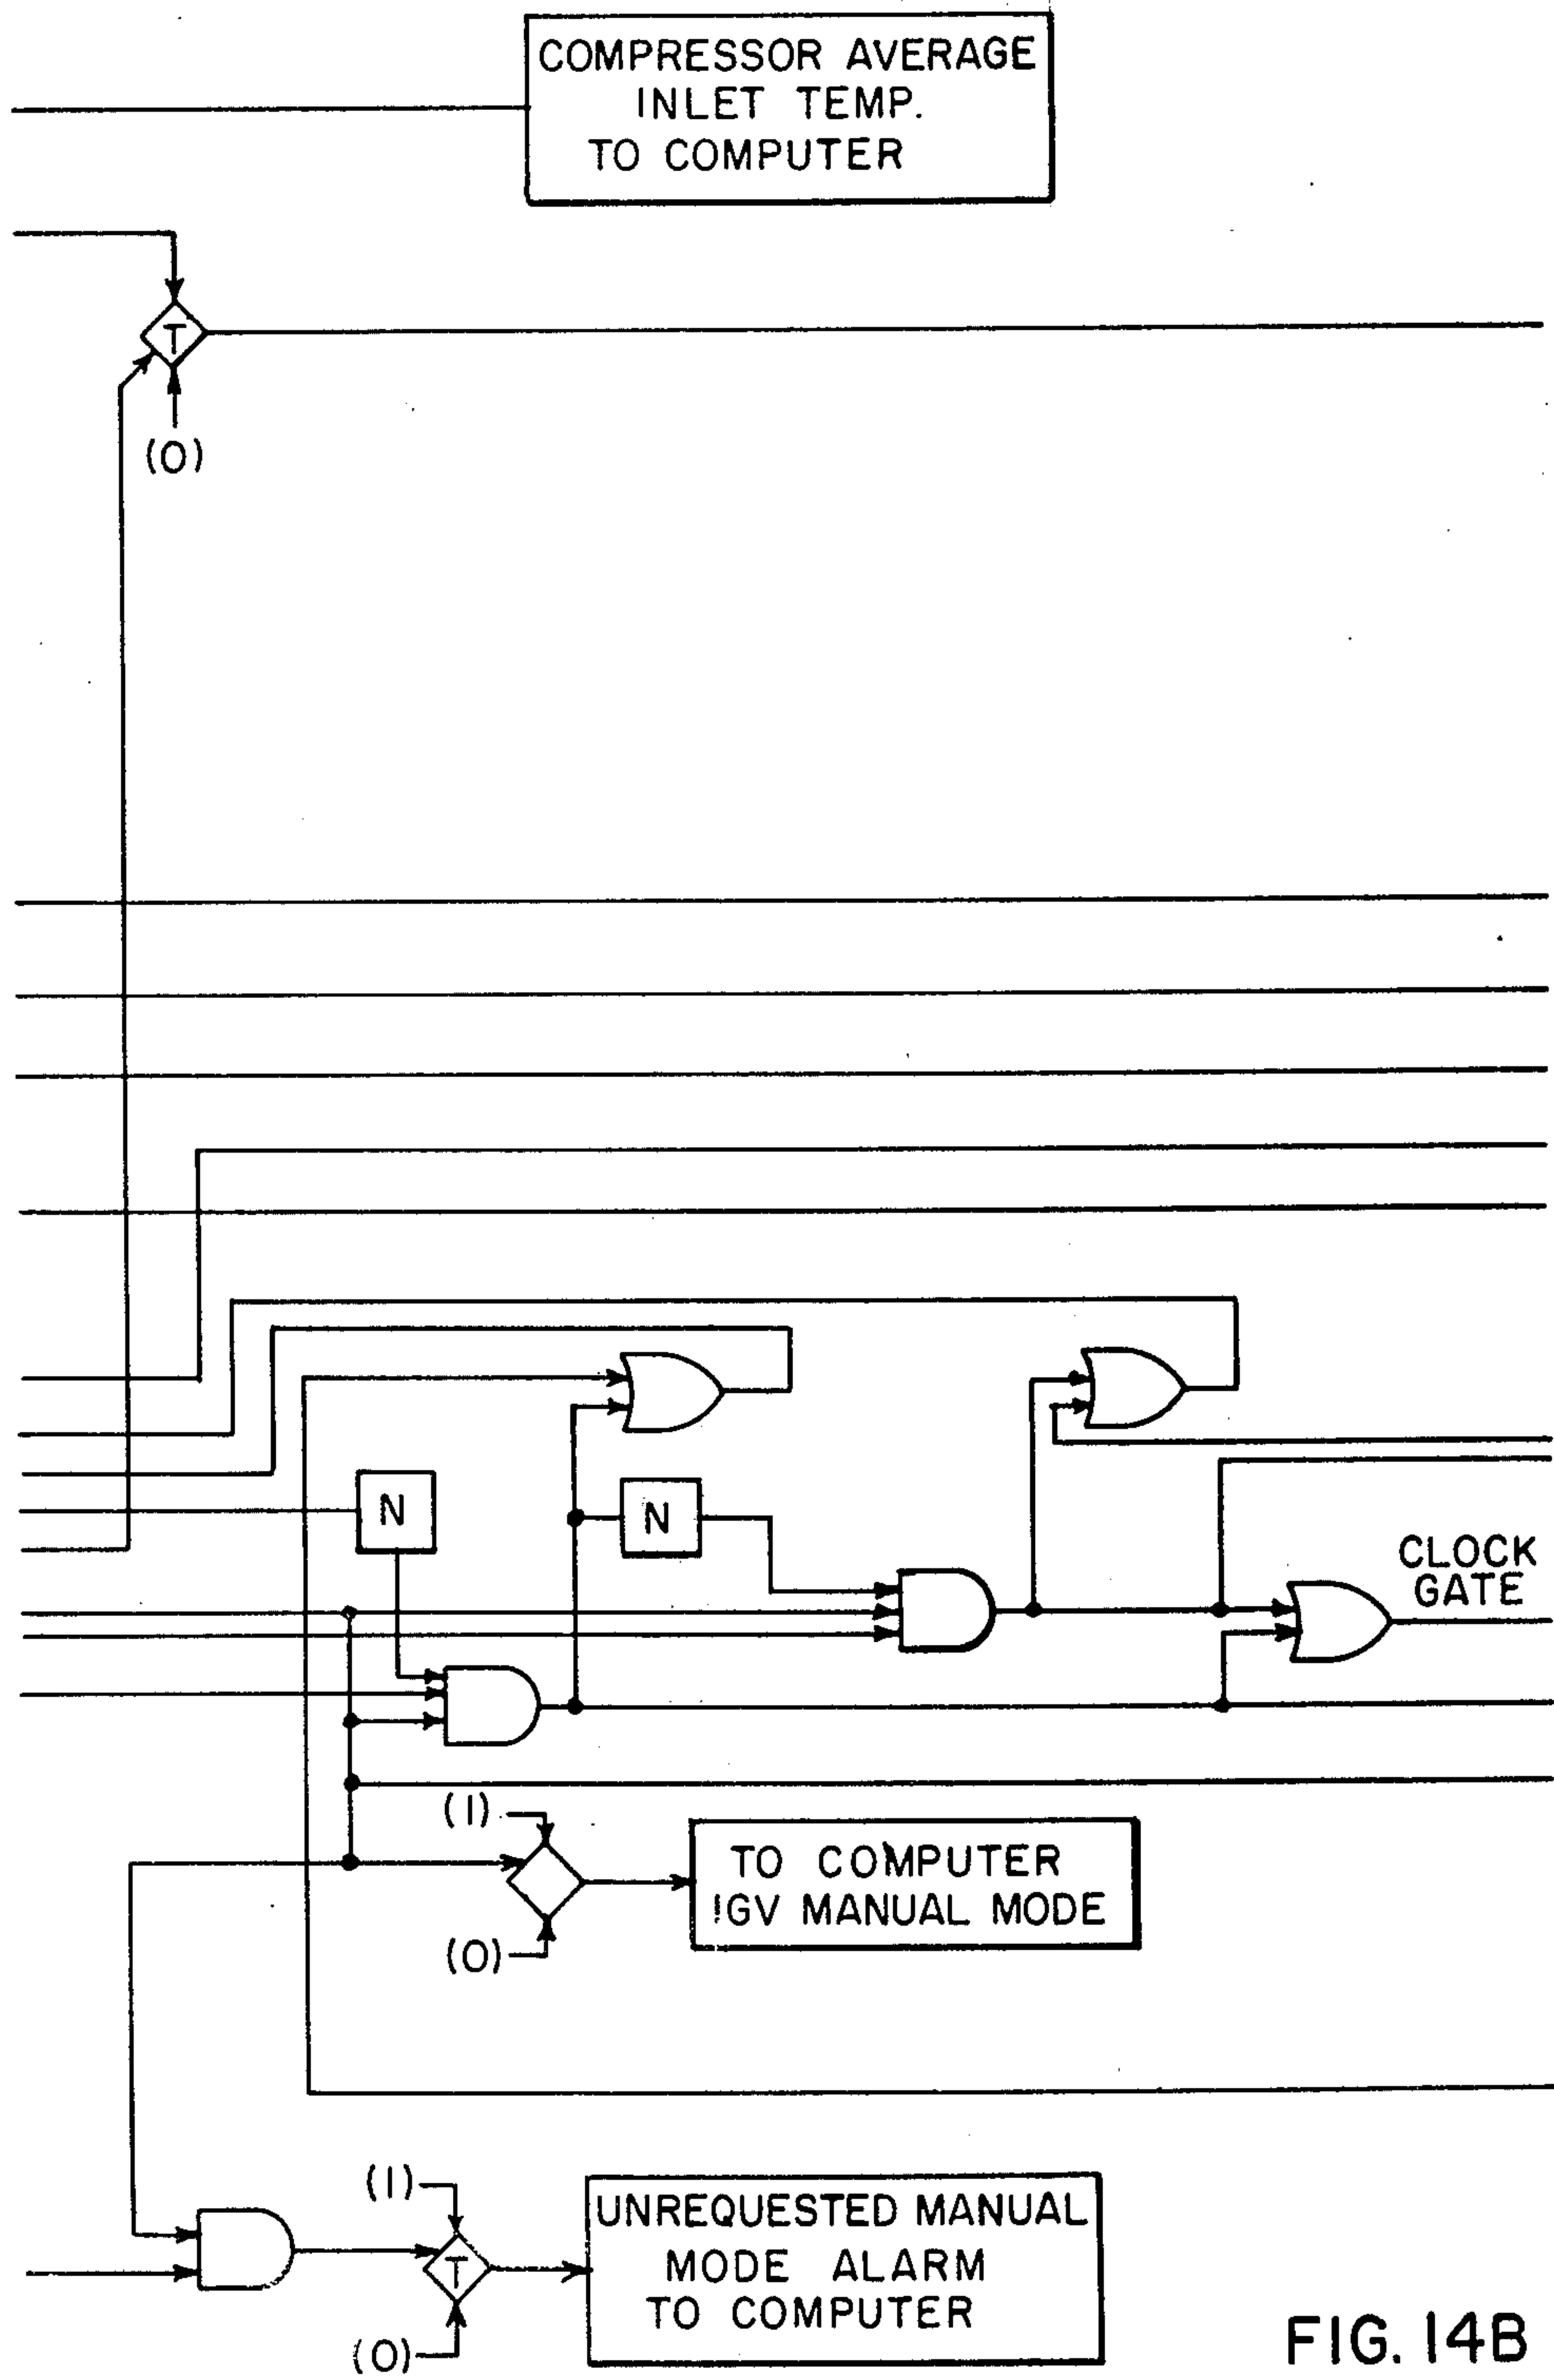 COMPRESSOR AVERAGE
INLET TEMP.
TO COMPUTER
T
(0)
N
N
CLOCK
GATE
(1)
TO COMPUTER
IGV MANUAL MODE
(0)
(1)
UNREQUESTED MANUAL
MODE ALARM
TO COMPUTER
T
(0)
FIG. 14B